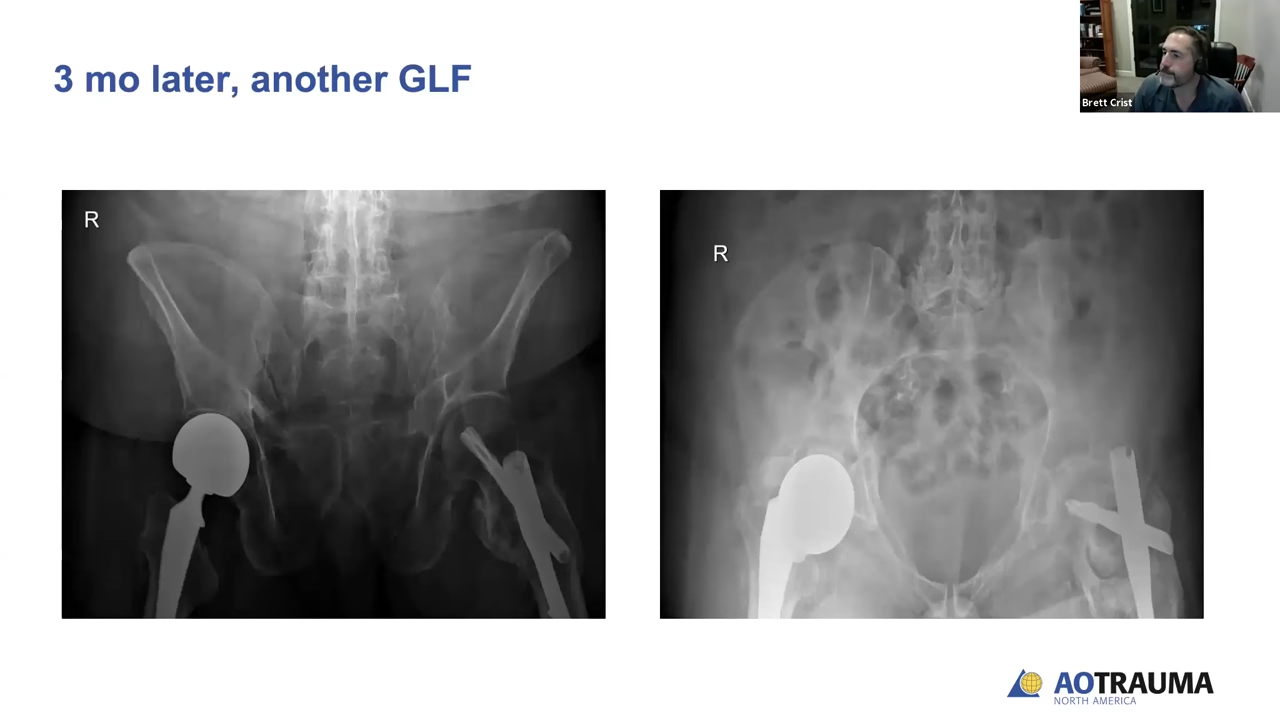 3 mo later, another GLF
Brett Crist
R
R
AOTRAUMA
NORTH AMERICA